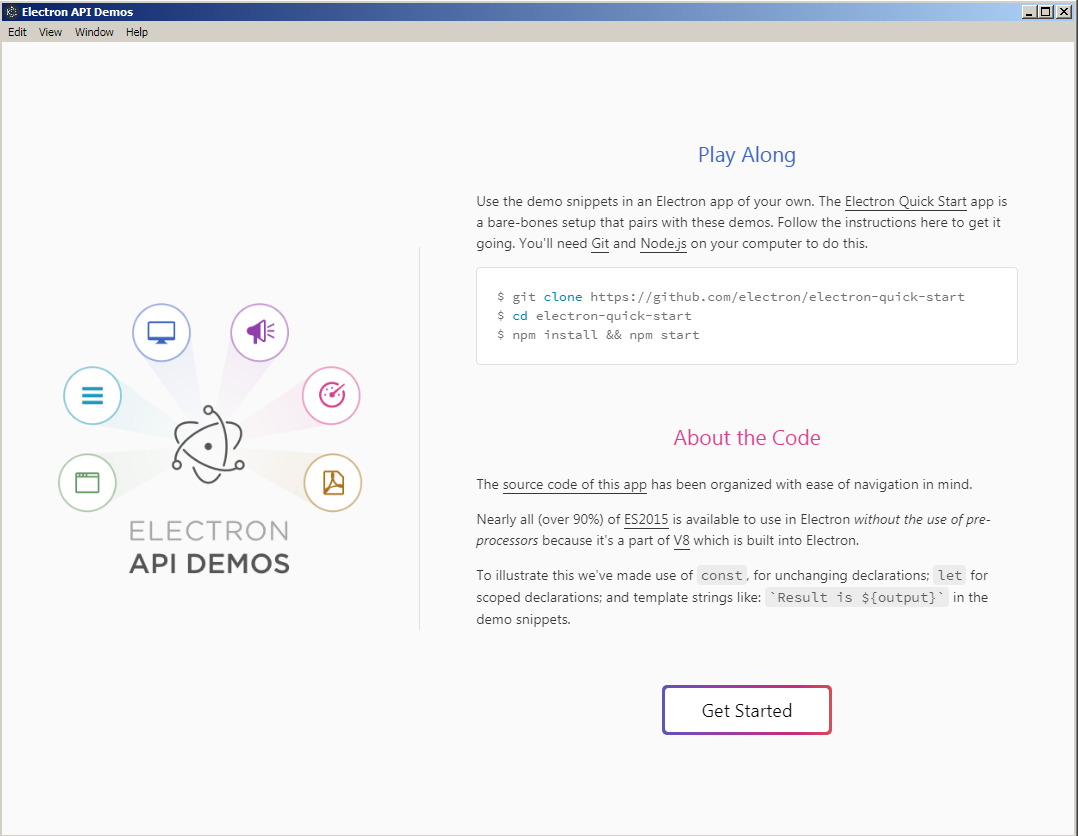 Electron API Demos
Edit View Window Help
Play Along
Use the demo snippets in an Electron app of your own. The Electron Quick Start app is
a bare-bones setup that pairs with these demos. Follow the instructions here to get it
going. You'll need Git and Node.js on your computer to do this.
$ git clone https://github.com/electron/electron-quick-start
$ cd electron-quick-start
$ npm install && npm start
ELECTRON
API DEMOS
About the Code
The source code of this app has been organized with ease of navigation in mind.
Nearly all (over 90%) of ES2015 is available to use in Electron without the use of pre-
processors because it's a part of V8 which is built into Electron.
To illustrate this we've made use of const, for unchanging declarations; let for
scoped declarations; and template strings like: `Result is ${output}` in the
demo snippets.
Get Started